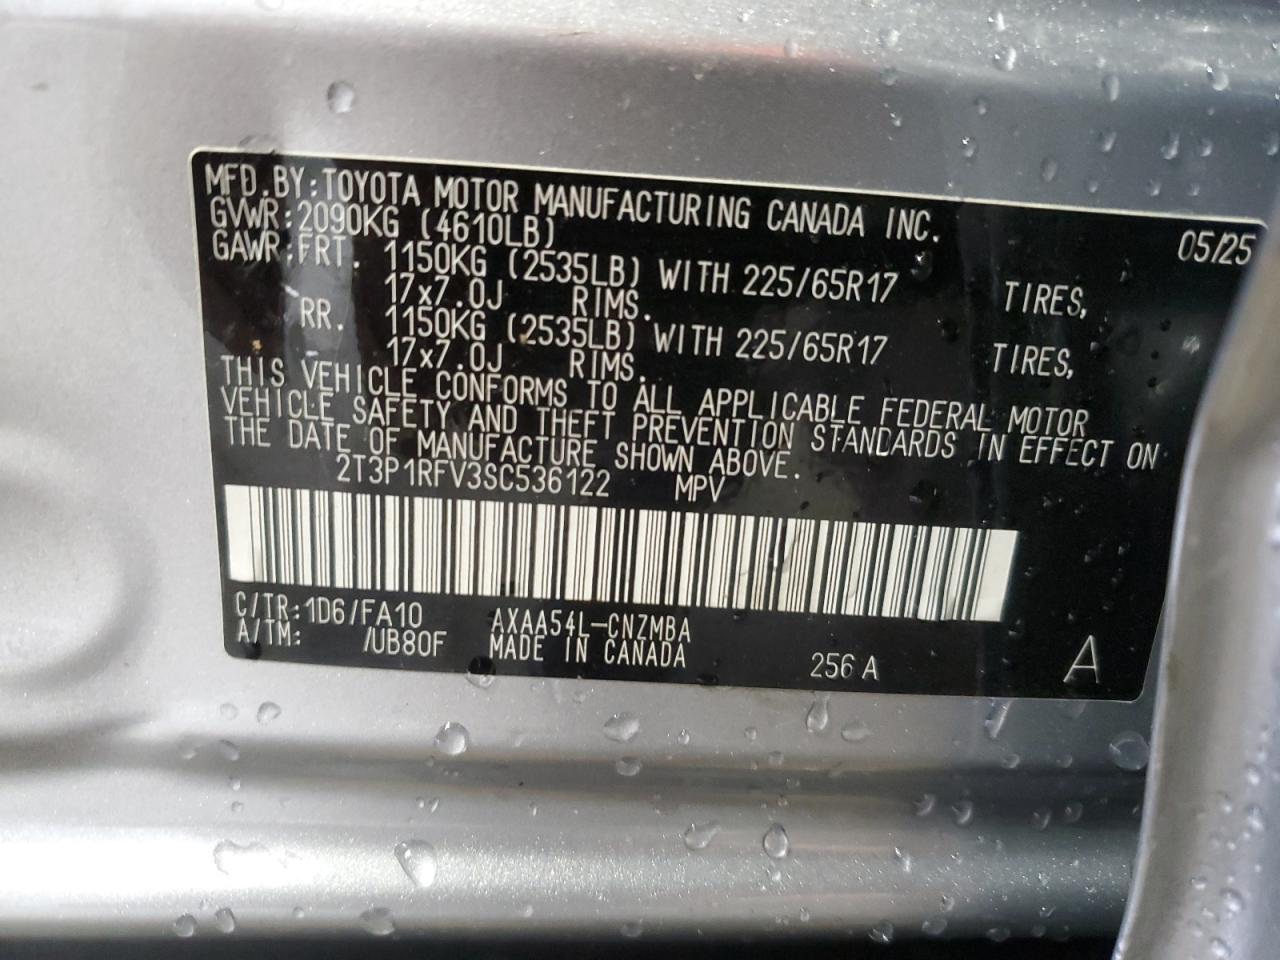 MFD.BY:TOYOTA MOTOR MANUFACTURING CANADA INC.
GVWR:2090KG (4610LB) 05/25
GAWR:FRT. 1150KG (2535LB) WITH 225/65R17 TIRES,
17x7.0J RIMS.
RR. 1150KG (2535LB) WITH 225/65R17 TIRES,
17x7.0J RIMS.
THIS VEHICLE CONFORMS TO ALL APPLICABLE FEDERAL MOTOR
VEHICLE SAFETY AND THEFT PREVENTION STANDARDS IN EFFECT ON
THE DATE OF MANUFACTURE SHOWN ABOVE.
2T3P1RFV3SC536122 MPV
C/TR:1D6/FA10 AXAA54L-CNZMBA
A/TM: /UB80F MADE IN CANADA 256 A A